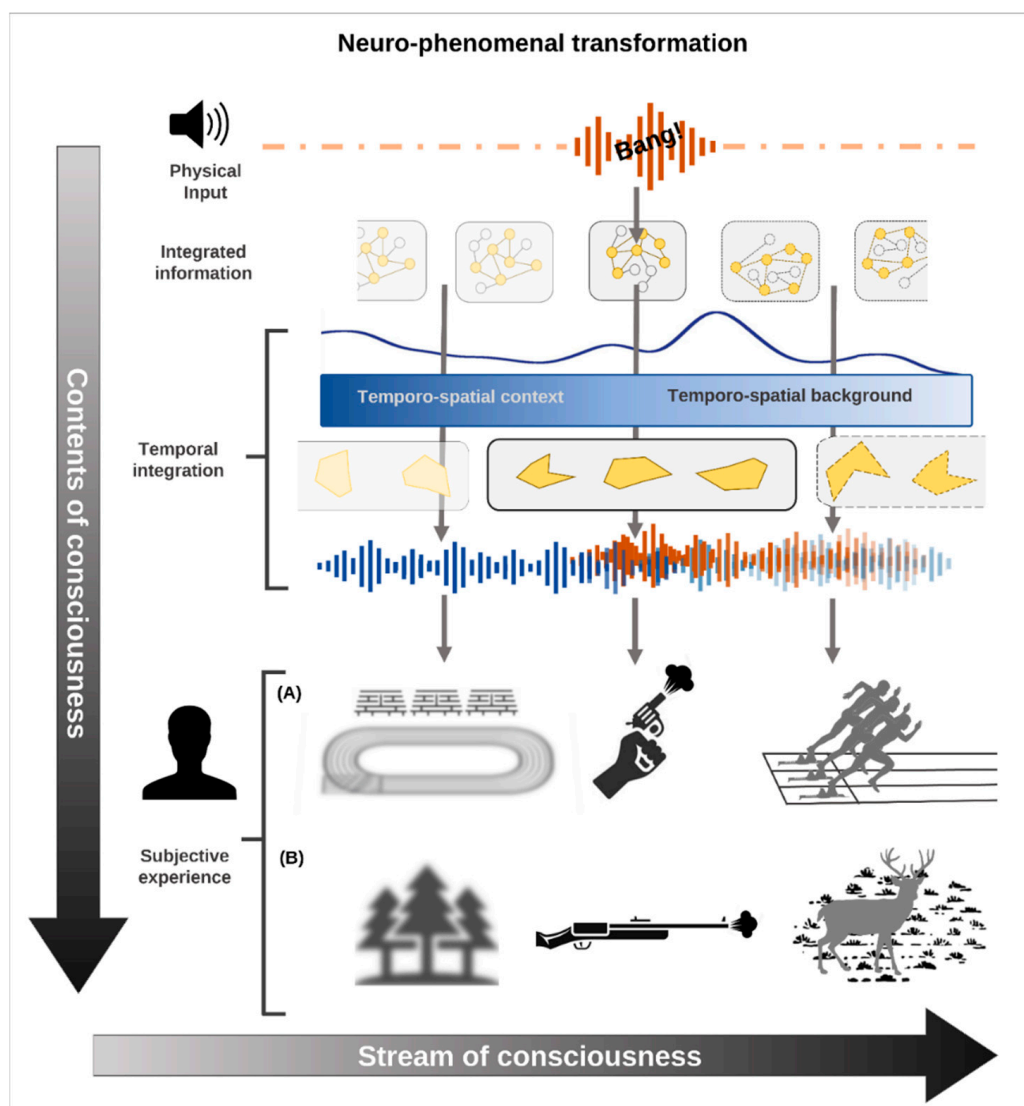 Neuro-phenomenal transformation
Bang!
Physical
Input
Integrated
information
Temporo-spatial context
Temporo-spatial background
Temporal
integration
Contents of consciousness
(A)
Subjective
experience
(B)
Stream of consciousness